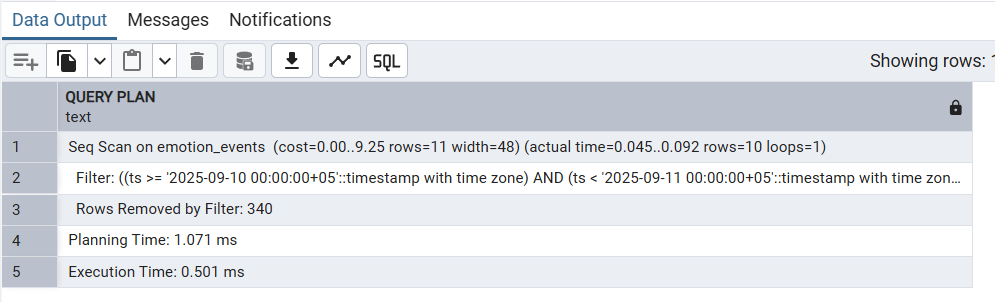 Data Output Messages Notifications
SQL Showing rows: 1
QUERY PLAN
text
1 Seq Scan on emotion_events (cost=0.00..9.25 rows=11 width=48) (actual time=0.045..0.092 rows=10 loops=1)
2 Filter: ((ts >= '2025-09-10 00:00:00+05'::timestamp with time zone) AND (ts < '2025-09-11 00:00:00+05'::timestamp with time zon...
3 Rows Removed by Filter: 340
4 Planning Time: 1.071 ms
5 Execution Time: 0.501 ms